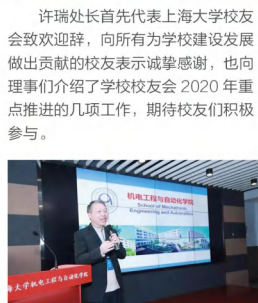 许瑞处长首先代表上海大学校友
会致欢迎辞，向所有为学校建设发展
做出贡献的校友表示诚挚感谢，也向
理事们介绍了学校校友会 2020 年重
点推进的几项工作，期待校友们积极
参与。
机电工程与自动化学院
School of Mechatronic
Engineering and Automation
海大学机电工程与自动化学院